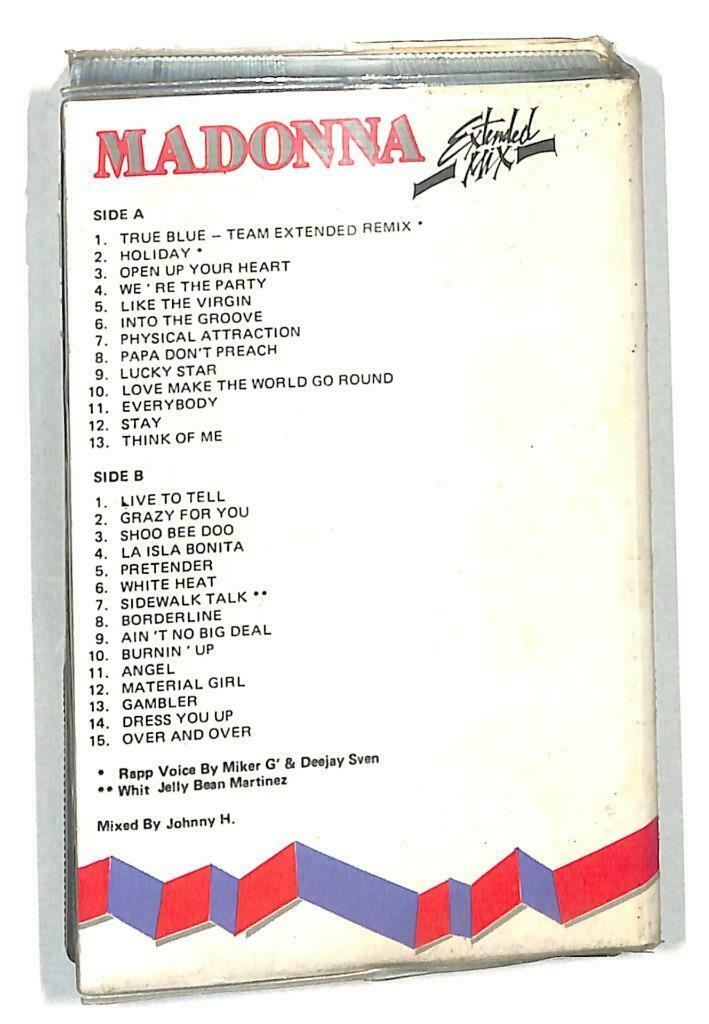 MADONNA Extended MIX
SIDE A
1. TRUE BLUE – TEAM EXTENDED REMIX *
2. HOLIDAY *
3. OPEN UP YOUR HEART
4. WE ' RE THE PARTY
5. LIKE THE VIRGIN
6. INTO THE GROOVE
7. PHYSICAL ATTRACTION
8. PAPA DON'T PREACH
9. LUCKY STAR
10. LOVE MAKE THE WORLD GO ROUND
11. EVERYBODY
12. STAY
13. THINK OF ME
SIDE B
1. LIVE TO TELL
2. GRAZY FOR YOU
3. SHOO BEE DOO
4. LA ISLA BONITA
5. PRETENDER
6. WHITE HEAT
7. SIDEWALK TALK **
8. BORDERLINE
9. AIN 'T NO BIG DEAL
10. BURNIN ' UP
11. ANGEL
12. MATERIAL GIRL
13. GAMBLER
14. DRESS YOU UP
15. OVER AND OVER
* Rapp Voice By Miker G' & Deejay Sven
** Whit Jelly Bean Martinez
Mixed By Johnny H.